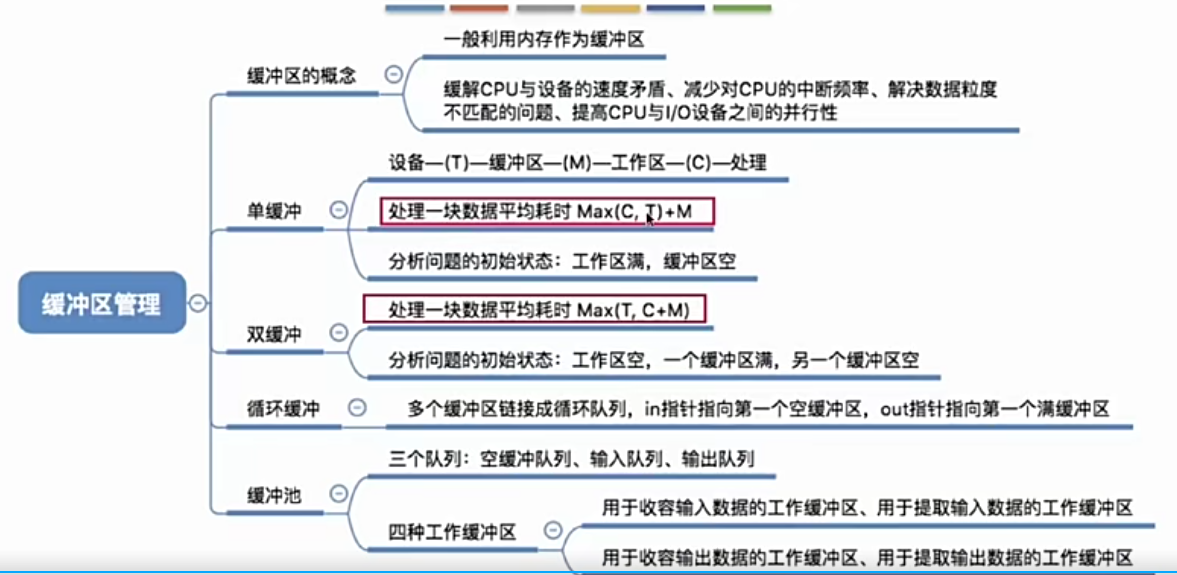 缓冲区管理
缓冲区的概念
一般利用内存作为缓冲区
缓解CPU与设备的速度矛盾、减少对CPU的中断频率、解决数据粒度
不匹配的问题、提高CPU与I/O设备之间的并行性
单缓冲
设备—(T)—缓冲区—(M)—工作区—(C)—处理
处理一块数据平均耗时 Max(C, T)+M
分析问题的初始状态：工作区满，缓冲区空
双缓冲
处理一块数据平均耗时 Max(T, C+M)
分析问题的初始状态：工作区空，一个缓冲区满，另一个缓冲区空
循环缓冲
多个缓冲区链接成循环队列，in指针指向第一个空缓冲区，out指针指向第一个满缓冲区
缓冲池
三个队列：空缓冲队列、输入队列、输出队列
四种工作缓冲区
用于收容输入数据的工作缓冲区、用于提取输入数据的工作缓冲区
用于收容输出数据的工作缓冲区、用于提取输出数据的工作缓冲区